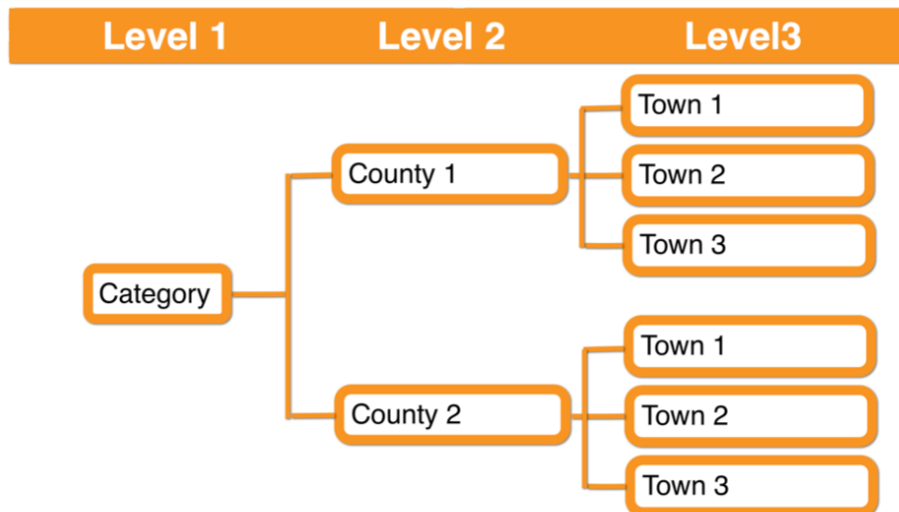 Level 1 Level 2 Level3
Town 1
County 1 Town 2
Town 3
Category
Town 1
County 2 Town 2
Town 3